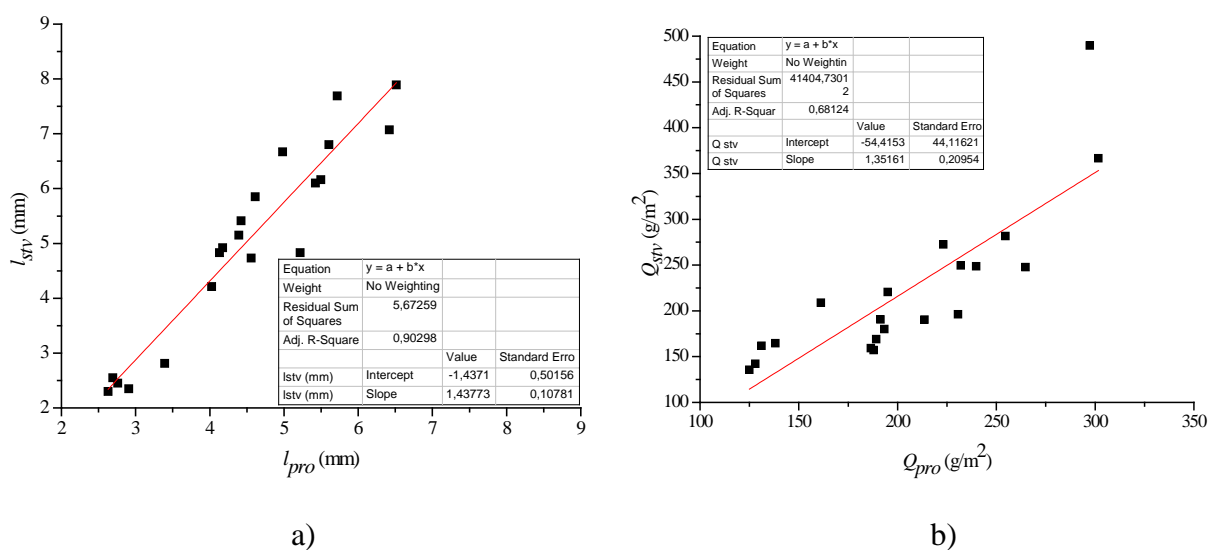 9
8
7
6
5
4
3
2
l_stv (mm)
2 3 4 5 6 7 8 9
l_pro (mm)
Equation y = a + b*x
Weight No Weighting
Residual Sum of Squares 5,67259
Adj. R-Square 0,90298
Value Standard Erro
lstv (mm) Intercept -1,4371 0,50156
lstv (mm) Slope 1,43773 0,10781
a)
500
450
400
350
300
250
200
150
100
Q_stv (g/m²)
100 150 200 250 300 350
Q_pro (g/m²)
Equation y = a + b*x
Weight No Weightin
Residual Sum of Squares 41404,7301
2
Adj. R-Squar 0,68124
Value Standard Erro
Q stv Intercept -54,4153 44,11621
Q stv Slope 1,35161 0,20954
b)